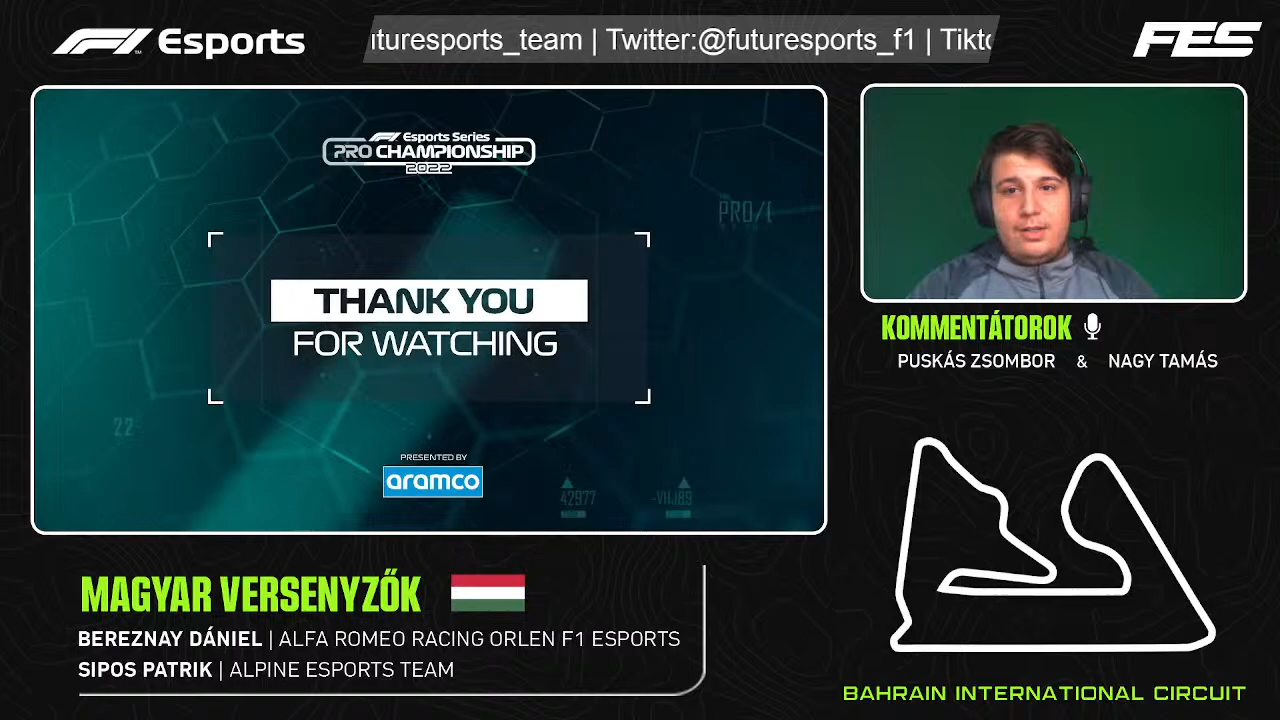 F1 Esports
uturesports_team | Twitter:@futuresports_f1 | Tikto
FES
F1 Esports Series
PRO CHAMPIONSHIP
2022
PRO/
THANK YOU
FOR WATCHING
22
PRESENTED BY
aramco
42977
KOMMENTÁTOROK
PUSKÁS ZSOMBOR & NAGY TAMÁS
MAGYAR VERSENYZŐK
BEREZNAY DÁNIEL | ALFA ROMEO RACING ORLEN F1 ESPORTS
SIPOS PATRIK | ALPINE ESPORTS TEAM
BAHRAIN INTERNATIONAL CIRCUIT